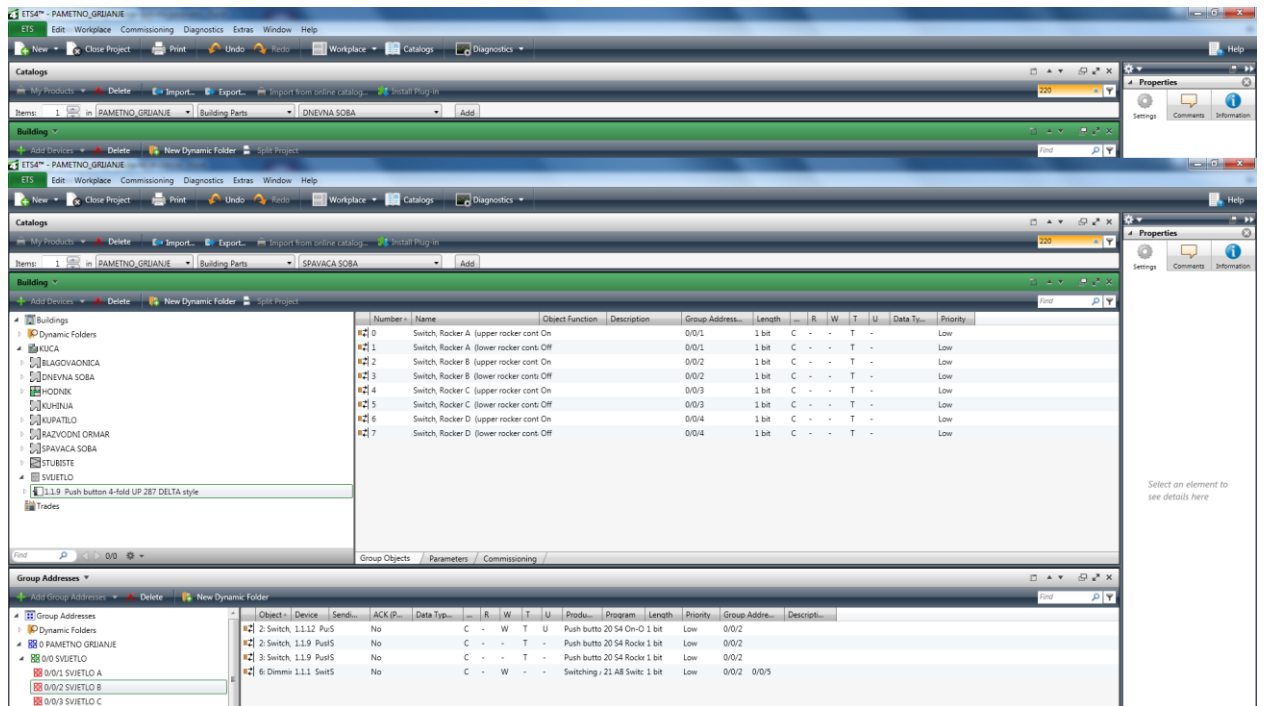 ETS4™ - PAMETNO_GRIJANJE
ETS Edit Workplace Commissioning Diagnostics Extras Window Help
New Close Project Print Undo Redo Workplace Catalogs Diagnostics Help
Catalogs
My Products Delete Import... Export... Import from online catalog... Install Plug-in 220
Properties
Items: 1 in PAMETNO_GRIJANJE Building Parts DNEVNA SOBA Add
Settings Comments Information
Building
Add Devices Delete New Dynamic Folder Split Project Find
ETS4™ - PAMETNO_GRIJANJE
ETS Edit Workplace Commissioning Diagnostics Extras Window Help
New Close Project Print Undo Redo Workplace Catalogs Diagnostics Help
Catalogs
My Products Delete Import... Export... Import from online catalog... Install Plug-in 220
Properties
Items: 1 in PAMETNO_GRIJANJE Building Parts SPAVACA SOBA Add
Settings Comments Information
Building
Add Devices Delete New Dynamic Folder Split Project Find
Buildings
Dynamic Folders
KUCA
BLAGOVAONICA
DNEVNA SOBA
HODNIK
KUHINJA
KUPATILO
RAZVODNI ORMAR
SPAVACA SOBA
STUBISTE
SVIJETLO
1.1.9 Push button 4-fold UP 287 DELTA style
Trades
Find 0/0
Number Name Object Function Description Group Address... Length ... R W T U Data Ty... Priority
0 Switch, Rocker A (upper rocker cont On 0/0/1 1 bit C - - T - Low
1 Switch, Rocker A (lower rocker conta Off 0/0/1 1 bit C - - T - Low
2 Switch, Rocker B (upper rocker cont On 0/0/2 1 bit C - - T - Low
3 Switch, Rocker B (lower rocker conta Off 0/0/2 1 bit C - - T - Low
4 Switch, Rocker C (upper rocker cont On 0/0/3 1 bit C - - T - Low
5 Switch, Rocker C (lower rocker conta Off 0/0/3 1 bit C - - T - Low
6 Switch, Rocker D (upper rocker cont On 0/0/4 1 bit C - - T - Low
7 Switch, Rocker D (lower rocker cont Off 0/0/4 1 bit C - - T - Low
Group Objects Parameters Commissioning
Select an element to
see details here
Group Addresses
Add Group Addresses Delete New Dynamic Folder Find
Group Addresses
Dynamic Folders
0 PAMETNO GRIJANJE
0/0 SVIJETLO
0/0/1 SVJETLO A
0/0/2 SVJETLO B
0/0/3 SVJETLO C
Object Device Sendi... ACK (P... Data Typ... ... R W T U Produ... Program Length Priority Group Addre... Descripti...
2: Switch, 1.1.12 Pus S No C - W T U Push butto 20 S4 On-O 1 bit Low 0/0/2
2: Switch, 1.1.9 Push S No C - - T - Push butto 20 S4 Rocke 1 bit Low 0/0/2
3: Switch, 1.1.9 Push S No C - - T - Push butto 20 S4 Rocke 1 bit Low 0/0/2
6: Dimmin 1.1.1 Swit S No C - W - - Switching / 21 A8 Switc 1 bit Low 0/0/2 0/0/5